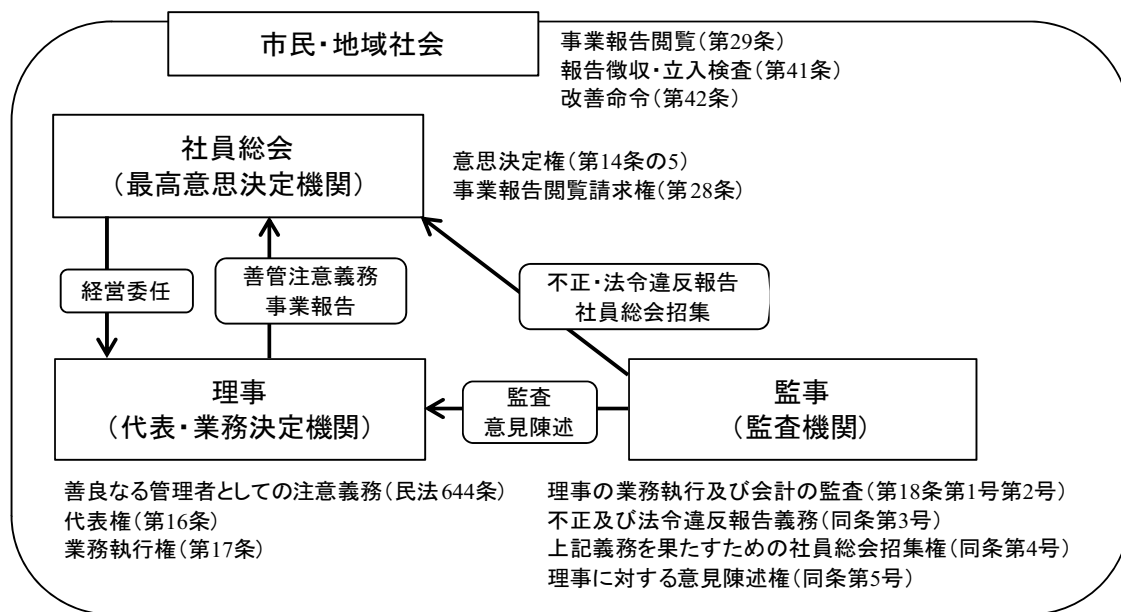 市民・地域社会
事業報告閲覧(第29条)
報告徴収・立入検査(第41条)
改善命令(第42条)
社員総会
(最高意思決定機関)
意思決定権(第14条の5)
事業報告閲覧請求権(第28条)
経営委任
善管注意義務
事業報告
不正・法令違反報告
社員総会招集
理事
(代表・業務決定機関)
監査
意見陳述
監事
(監査機関)
善良なる管理者としての注意義務(民法644条)
代表権(第16条)
業務執行権(第17条)
理事の業務執行及び会計の監査(第18条第1号第2号)
不正及び法令違反報告義務(同条第3号)
上記義務を果たすための社員総会招集権(同条第4号)
理事に対する意見陳述権(同条第5号)